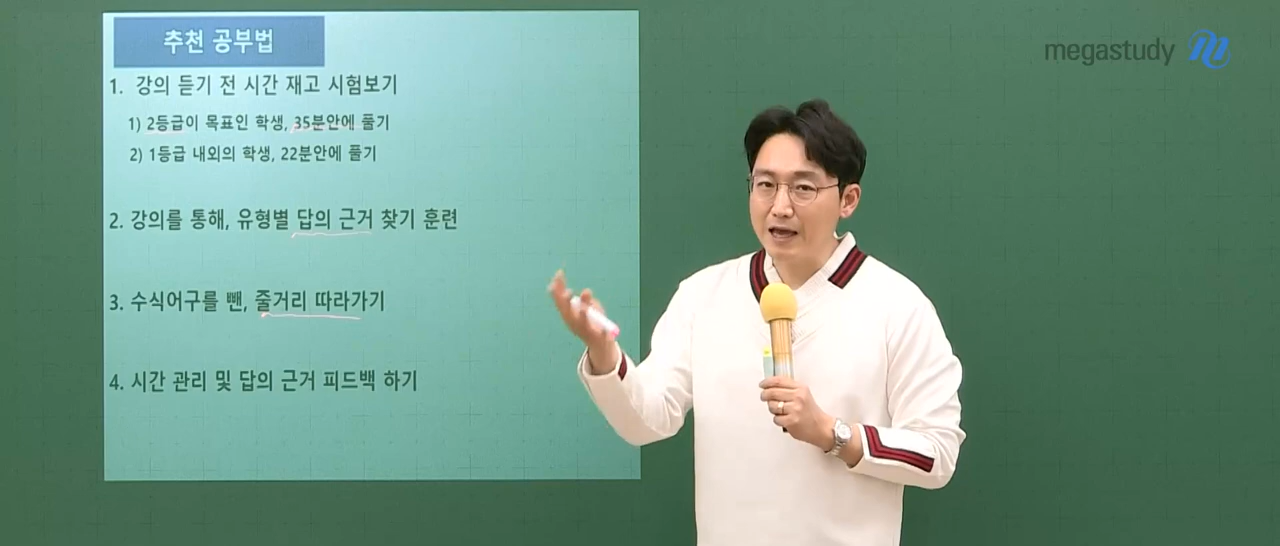 추천 공부법
megastudy
1. 강의 듣기 전 시간 재고 시험보기
1) 2등급이 목표인 학생, 35분안에 풀기
2) 1등급 내외의 학생, 22분안에 풀기
2. 강의를 통해, 유형별 답의 근거 찾기 훈련
3. 수식어구를 뺀, 줄거리 따라가기
4. 시간 관리 및 답의 근거 피드백 하기